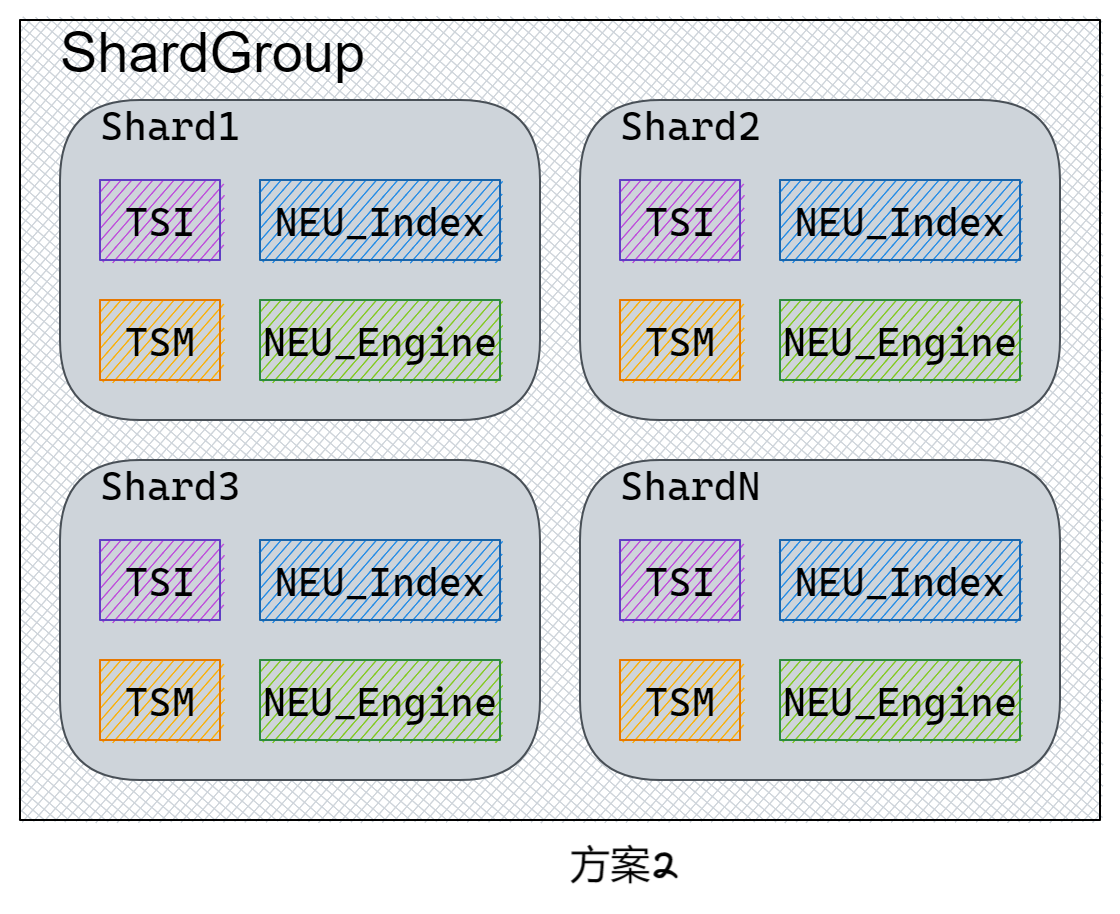 ShardGroup
Shard1
TSI
NEU_Index
TSM
NEU_Engine
Shard2
TSI
NEU_Index
TSM
NEU_Engine
Shard3
TSI
NEU_Index
TSM
NEU_Engine
ShardN
TSI
NEU_Index
TSM
NEU_Engine
方案2